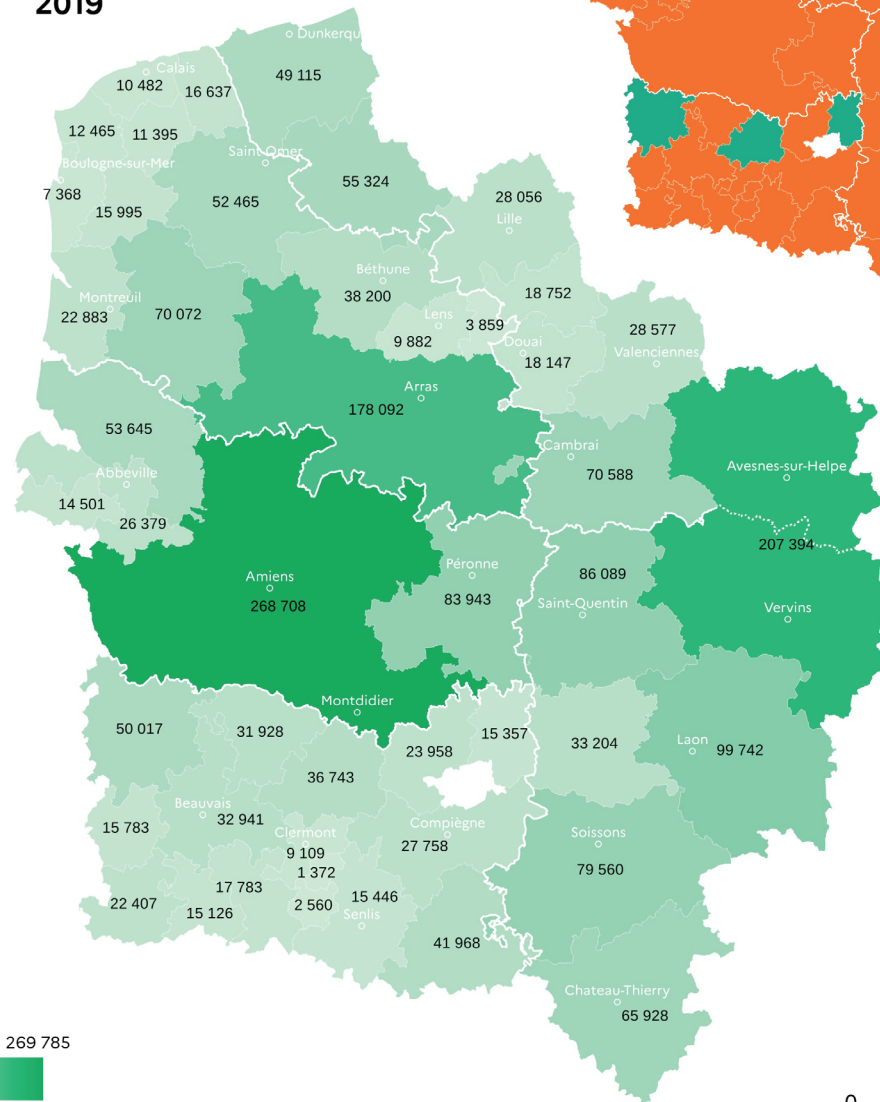 2019
Dunkerqu
49 115
Calais
10 482
16 637
12 465
11 395
Boulogne-sur-Mer
Saint-Omer
7 368
15 995
52 465
55 324
28 056
Lille
Béthune
38 200
18 752
Montreuil
22 883
70 072
Lens
3 859
9 882
Douai
18 147
28 577
Valenciennes
Arras
178 092
53 645
Abbeville
14 501
26 379
Cambrai
70 588
Avesnes-sur-Helpe
207 394
Amiens
268 708
Péronne
83 943
86 089
Saint-Quentin
Vervins
Montdidier
50 017
31 928
23 958
15 357
33 204
Laon
99 742
36 743
Beauvais
32 941
15 783
Clermont
9 109
1 372
Compiègne
27 758
Soissons
79 560
22 407
17 783
15 126
2 560
15 446
Senlis
41 968
Chateau-Thierry
65 928
269 785
0